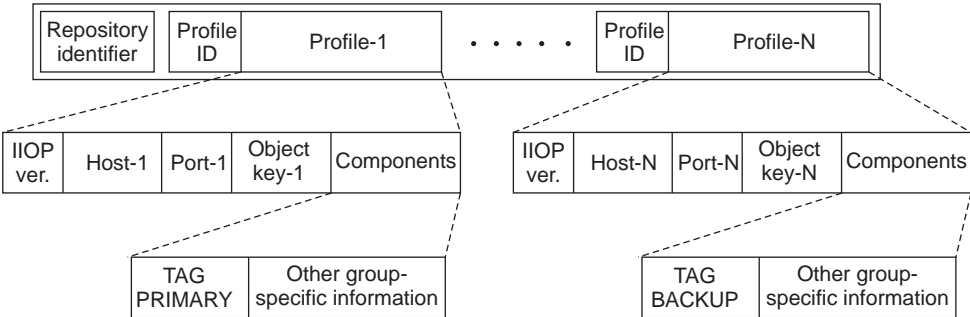 Repository
identifier
Profile
ID
Profile-1
Profile
ID
Profile-N
IIOP
ver.
Host-1
Port-1
Object
key-1
Components
IIOP
ver.
Host-N
Port-N
Object
key-N
Components
TAG
PRIMARY
Other group-
specific information
TAG
BACKUP
Other group-
specific information